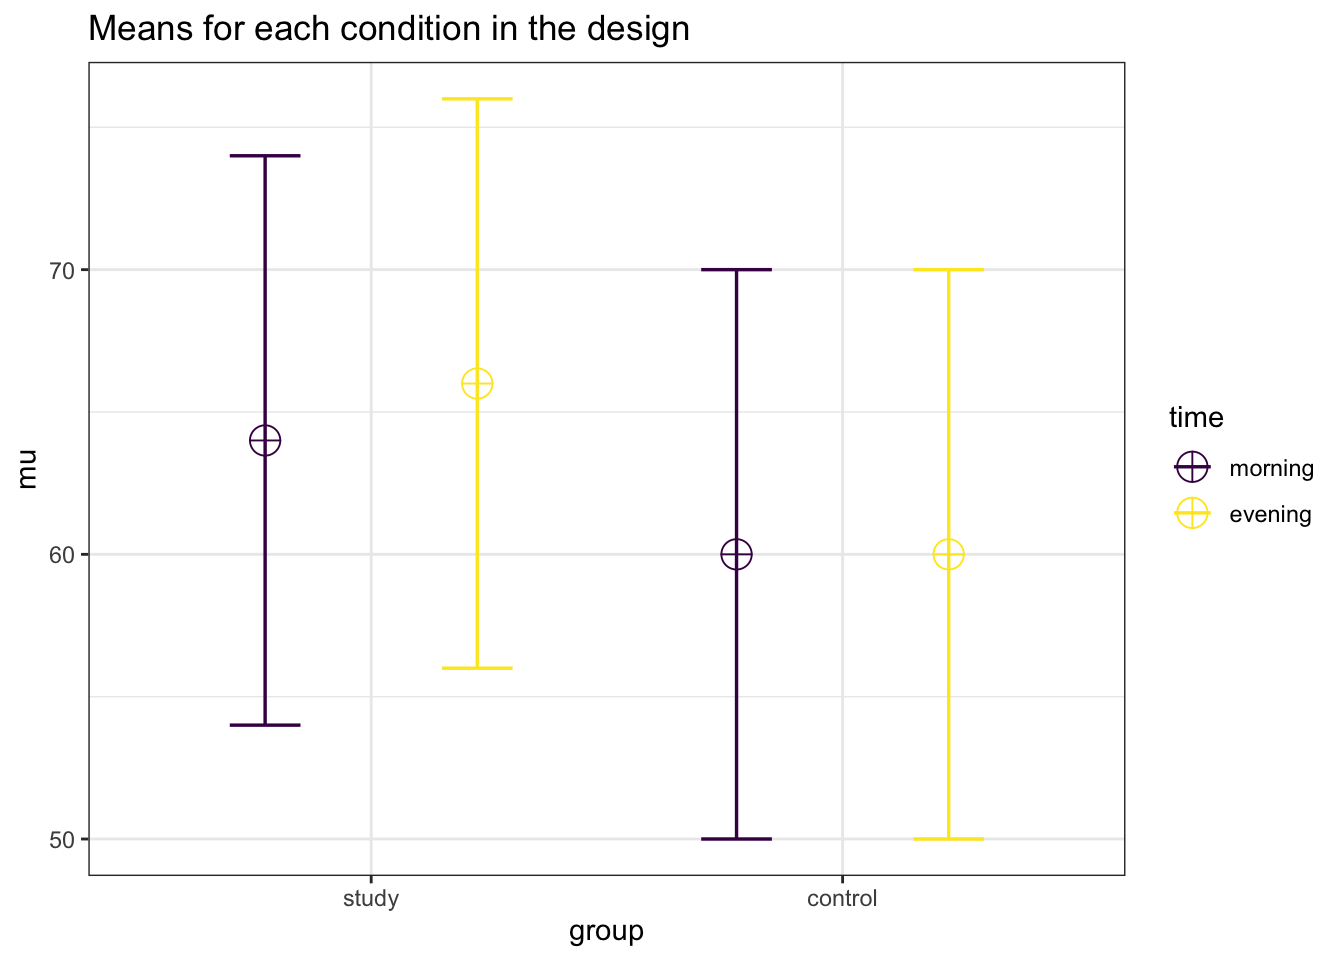 Means for each condition in the design
70
60
50
mu
study
control
group
time
morning
evening